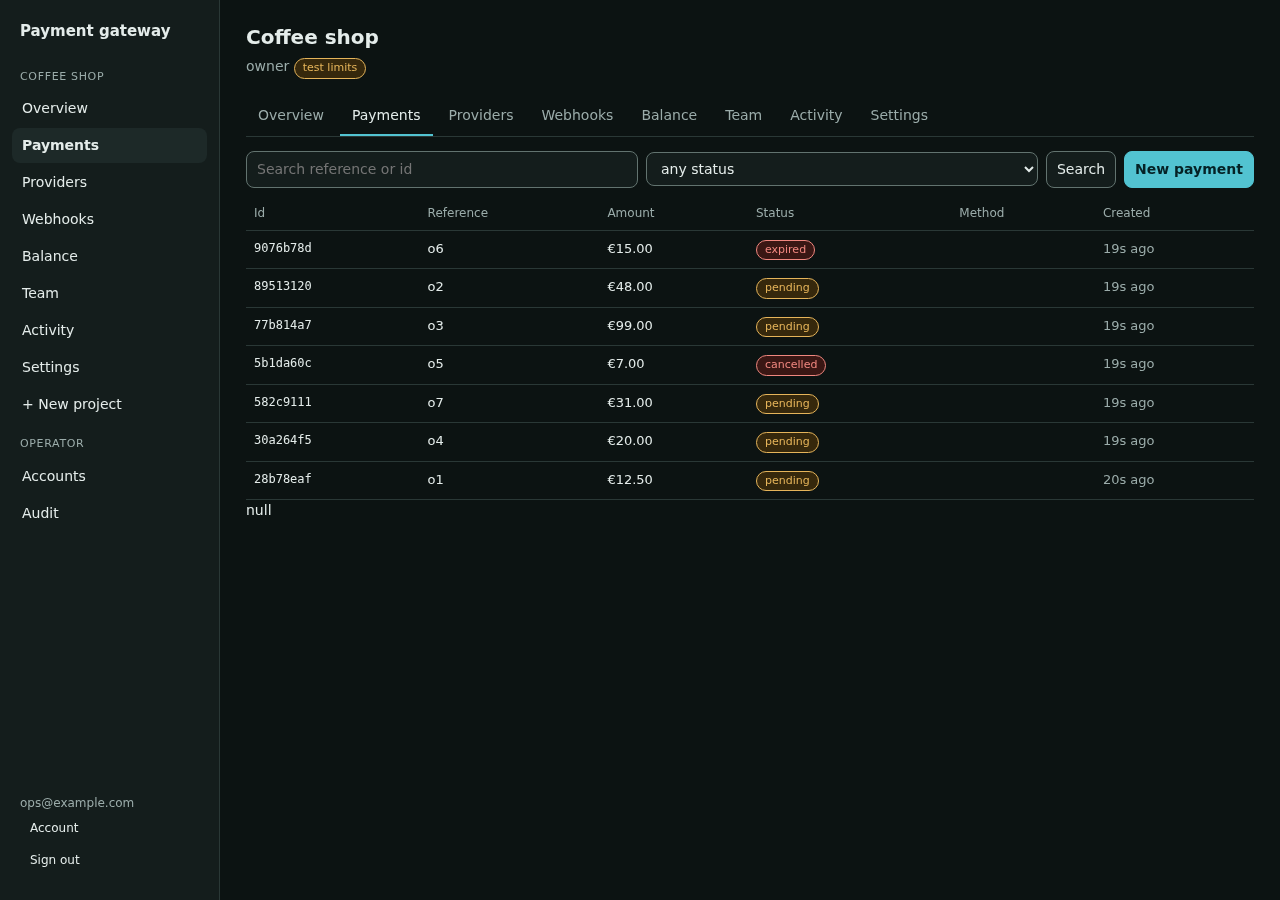 Payment gateway
COFFEE SHOP
Overview
Payments
Providers
Webhooks
Balance
Team
Activity
Settings
+ New project
OPERATOR
Accounts
Audit
ops@example.com
Account
Sign out
Coffee shop
owner test limits
Overview Payments Providers Webhooks Balance Team Activity Settings
Search reference or id any status Search New payment
Id Reference Amount Status Method Created
9076b78d o6 €15.00 expired 19s ago
89513120 o2 €48.00 pending 19s ago
77b814a7 o3 €99.00 pending 19s ago
5b1da60c o5 €7.00 cancelled 19s ago
582c9111 o7 €31.00 pending 19s ago
30a264f5 o4 €20.00 pending 19s ago
28b78eaf o1 €12.50 pending 20s ago
null